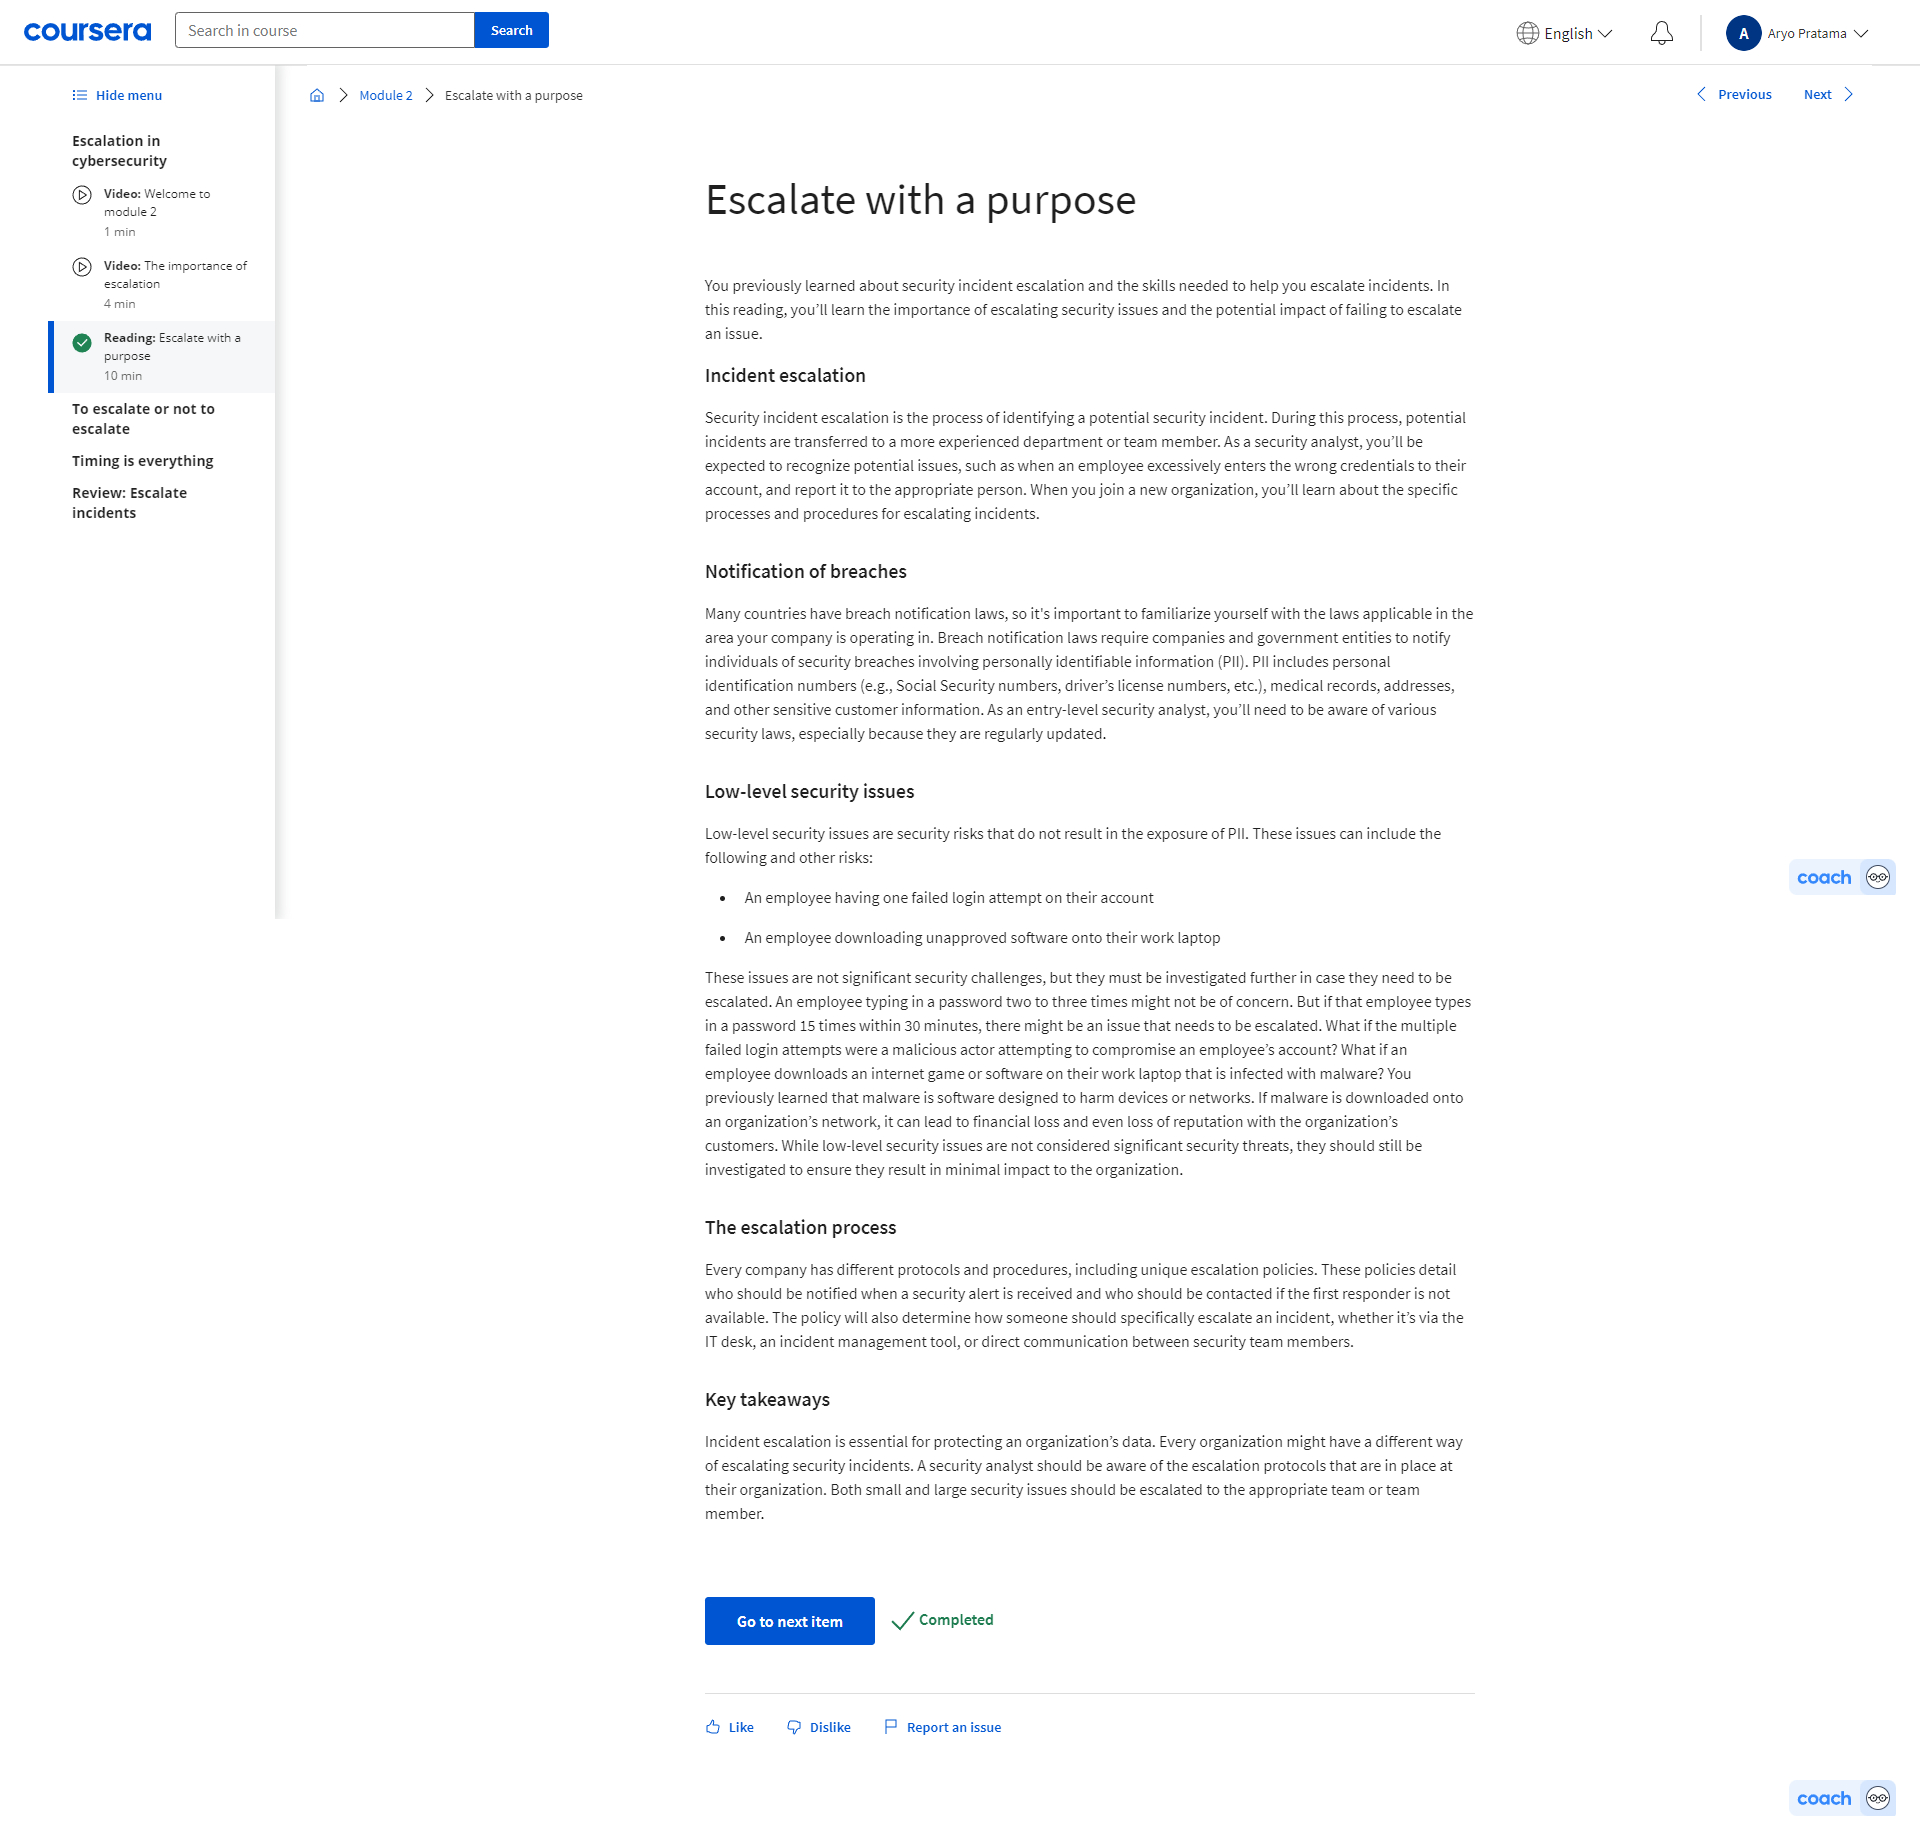 coursera
Search in course
Search
English
A
Aryo Pratama
Hide menu
Module 2
Escalate with a purpose
Previous
Next
Escalation in
cybersecurity
Video: Welcome to
module 2
1 min
Video: The importance of
escalation
4 min
Reading: Escalate with a
purpose
10 min
To escalate or not to
escalate
Timing is everything
Review: Escalate
incidents
Escalate with a purpose
You previously learned about security incident escalation and the skills needed to help you escalate incidents. In
this reading, you’ll learn the importance of escalating security issues and the potential impact of failing to escalate
an issue.
Incident escalation
Security incident escalation is the process of identifying a potential security incident. During this process, potential
incidents are transferred to a more experienced department or team member. As a security analyst, you’ll be
expected to recognize potential issues, such as when an employee excessively enters the wrong credentials to their
account, and report it to the appropriate person. When you join a new organization, you’ll learn about the specific
processes and procedures for escalating incidents.
Notification of breaches
Many countries have breach notification laws, so it's important to familiarize yourself with the laws applicable in the
area your company is operating in. Breach notification laws require companies and government entities to notify
individuals of security breaches involving personally identifiable information (PII). PII includes personal
identification numbers (e.g., Social Security numbers, driver’s license numbers, etc.), medical records, addresses,
and other sensitive customer information. As an entry-level security analyst, you’ll need to be aware of various
security laws, especially because they are regularly updated.
Low-level security issues
Low-level security issues are security risks that do not result in the exposure of PII. These issues can include the
following and other risks:
• An employee having one failed login attempt on their account
• An employee downloading unapproved software onto their work laptop
These issues are not significant security challenges, but they must be investigated further in case they need to be
escalated. An employee typing in a password two to three times might not be of concern. But if that employee types
in a password 15 times within 30 minutes, there might be an issue that needs to be escalated. What if the multiple
failed login attempts were a malicious actor attempting to compromise an employee’s account? What if an
employee downloads an internet game or software on their work laptop that is infected with malware? You
previously learned that malware is software designed to harm devices or networks. If malware is downloaded onto
an organization’s network, it can lead to financial loss and even loss of reputation with the organization’s
customers. While low-level security issues are not considered significant security threats, they should still be
investigated to ensure they result in minimal impact to the organization.
The escalation process
Every company has different protocols and procedures, including unique escalation policies. These policies detail
who should be notified when a security alert is received and who should be contacted if the first responder is not
available. The policy will also determine how someone should specifically escalate an incident, whether it’s via the
IT desk, an incident management tool, or direct communication between security team members.
Key takeaways
Incident escalation is essential for protecting an organization’s data. Every organization might have a different way
of escalating security incidents. A security analyst should be aware of the escalation protocols that are in place at
their organization. Both small and large security issues should be escalated to the appropriate team or team
member.
Go to next item
Completed
Like
Dislike
Report an issue
coach
coach